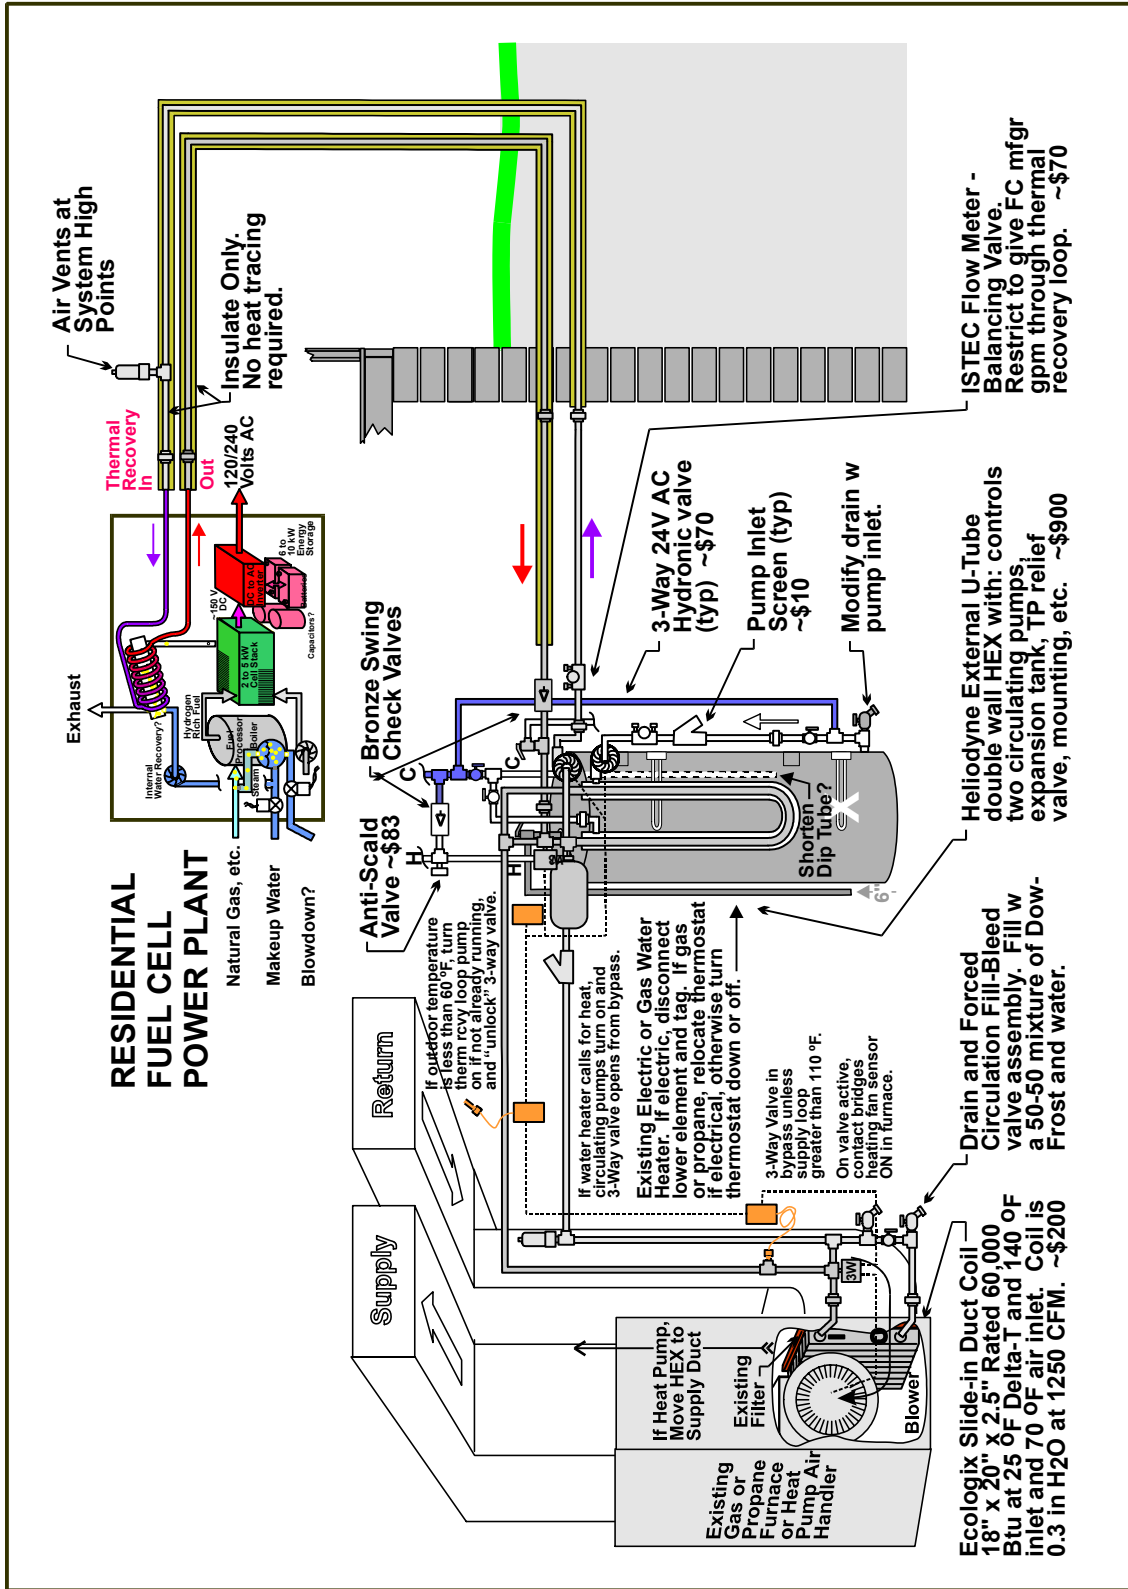 RESIDENTIAL
FUEL CELL
POWER PLANT
Natural Gas, etc.
Makeup Water
Blowdown?
Exhaust
Internal
Water Recovery?
Hydrogen
Rich Fuel
Fuel
Processor
Boiler
Steam
2 to 5 kW
Cell Stack
~150 V
DC
DC to AC
Inverter
6 to
10 kW
Energy
Storage
Batteries
Capacitors?
120/240
Volts AC
Thermal
Recovery
In
Out
Air Vents at
System High
Points
Insulate Only.
No heat tracing
required.
Supply
Return
If outdoor temperature
is less than 60 ºF, turn
therm rcvy loop pump
on if not already running,
and "unlock" 3-way valve.
Anti-Scald
Valve ~$83
Bronze Swing
Check Valves
H
C
H
C
3W
If water heater calls for heat,
circulating pumps turn on and
3-Way valve opens from bypass.
Existing Electric or Gas Water
Heater. If electric, disconnect
lower element and tag. If gas
or propane, relocate thermostat
if electrical, otherwise turn
thermostat down or off.
3-Way Valve in
bypass unless
supply loop
greater than 110 ºF.
On valve active,
contact bridges
heating fan sensor
ON in furnace.
3W
6"
Shorten
Dip Tube?
3-Way 24V AC
Hydronic valve
(typ) ~$70
Pump Inlet
Screen (typ)
~$10
Modify drain w
pump inlet.
If Heat Pump,
Move HEX to
Supply Duct
Existing
Filter
Blower
Existing
Gas or
Propane
Furnace
or Heat
Pump Air
Handler
Ecologix Slide-in Duct Coil
18" x 20" x 2.5" Rated 60,000
Btu at 25 ºF Delta-T and 140 ºF
inlet and 70 ºF air inlet. Coil is
0.3 in H2O at 1250 CFM. ~$200
Drain and Forced
Circulation Fill-Bleed
valve assembly. Fill w
a 50-50 mixture of Dow-
Frost and water.
Heliodyne External U-Tube
double wall HEX with: controls
two circulating pumps,
expansion tank, TP relief
valve, mounting, etc. ~$900
ISTEC Flow Meter -
Balancing Valve.
Restrict to give FC mfgr
gpm through thermal
recovery loop. ~$70